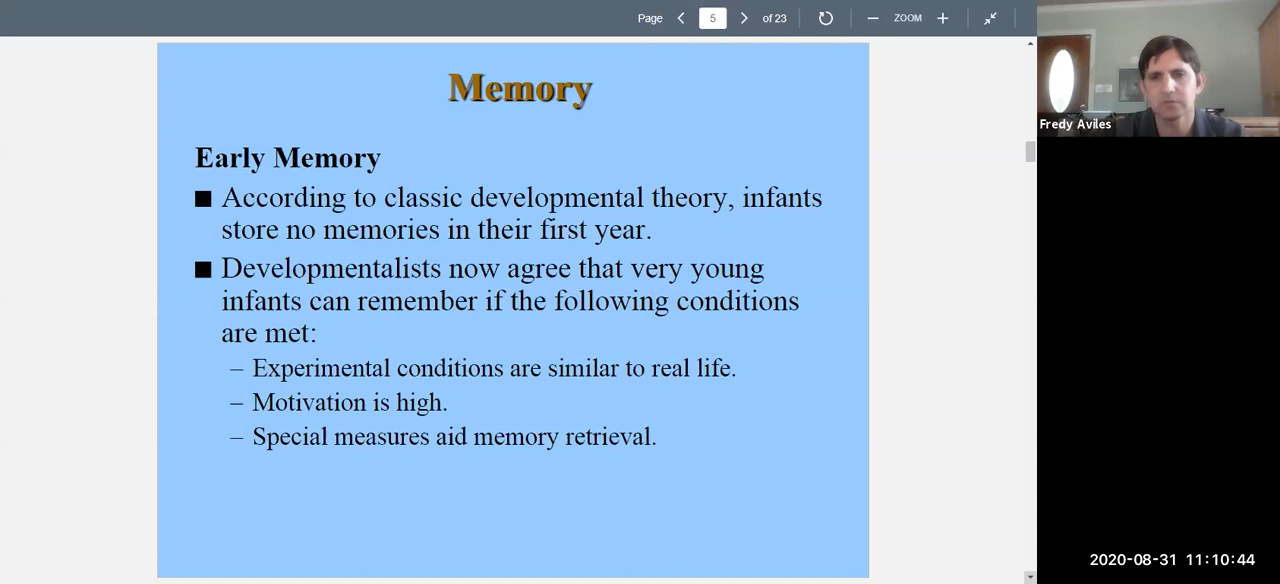 Page 5 of 23 ZOOM
Memory
Early Memory
According to classic developmental theory, infants
store no memories in their first year.
Developmentalists now agree that very young
infants can remember if the following conditions
are met:
– Experimental conditions are similar to real life.
– Motivation is high.
– Special measures aid memory retrieval.
Fredy Aviles
2020-08-31 11:10:44